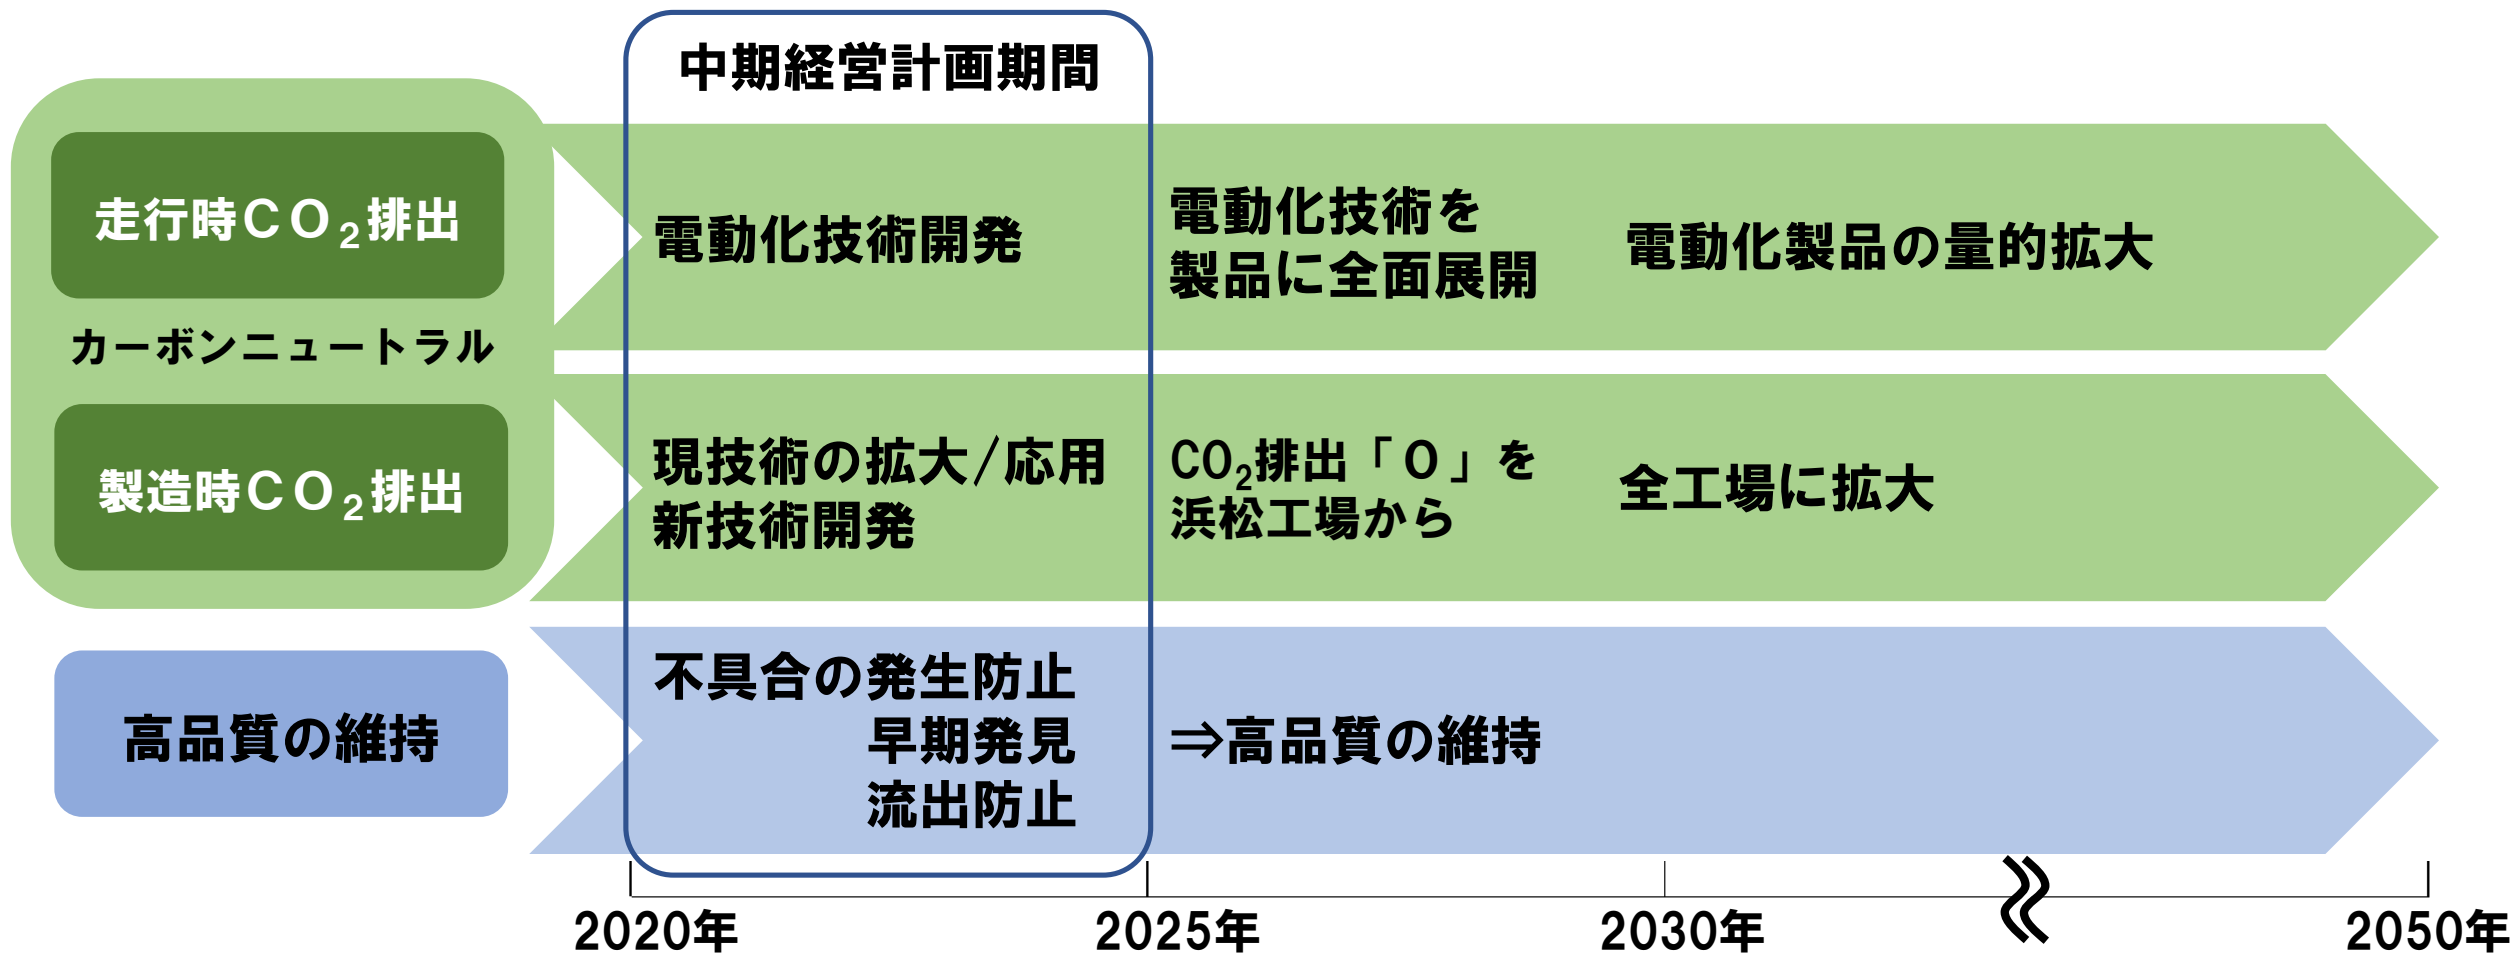 中期経営計画期間
走行時CO₂排出
カーボンニュートラル
製造時CO₂排出
高品質の維持
電動化技術開発
電動化技術を
製品に全面展開
電動化製品の量的拡大
現技術の拡大/応用
新技術開発
CO₂排出「0」を
浜松工場から
全工場に拡大
不具合の発生防止
早期発見
流出防止
⇒高品質の維持
2020年
2025年
2030年
2050年